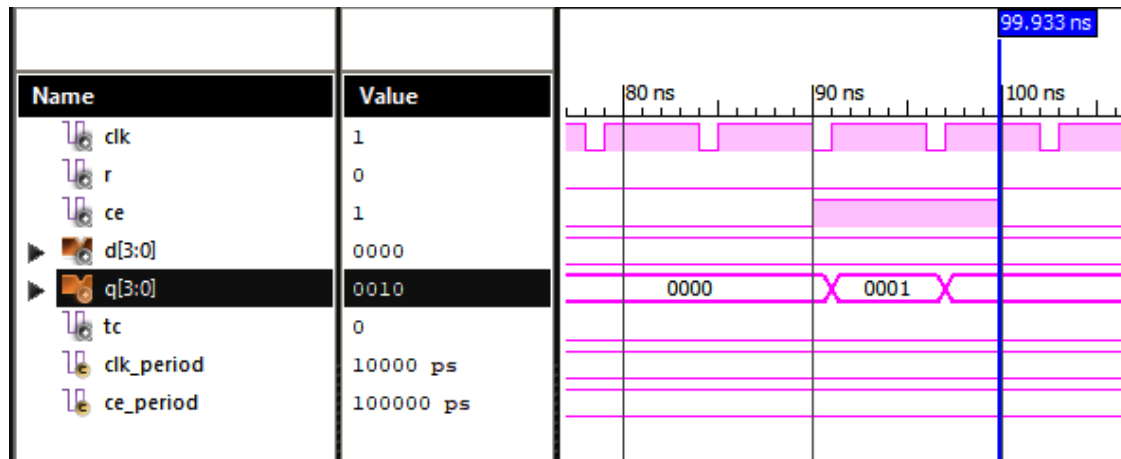 99.933 ns
Name Value 80 ns 90 ns 100 ns
clk 1
r 0
ce 1
d[3:0] 0000
q[3:0] 0010 0000 0001
tc 0
clk_period 10000 ps
ce_period 100000 ps